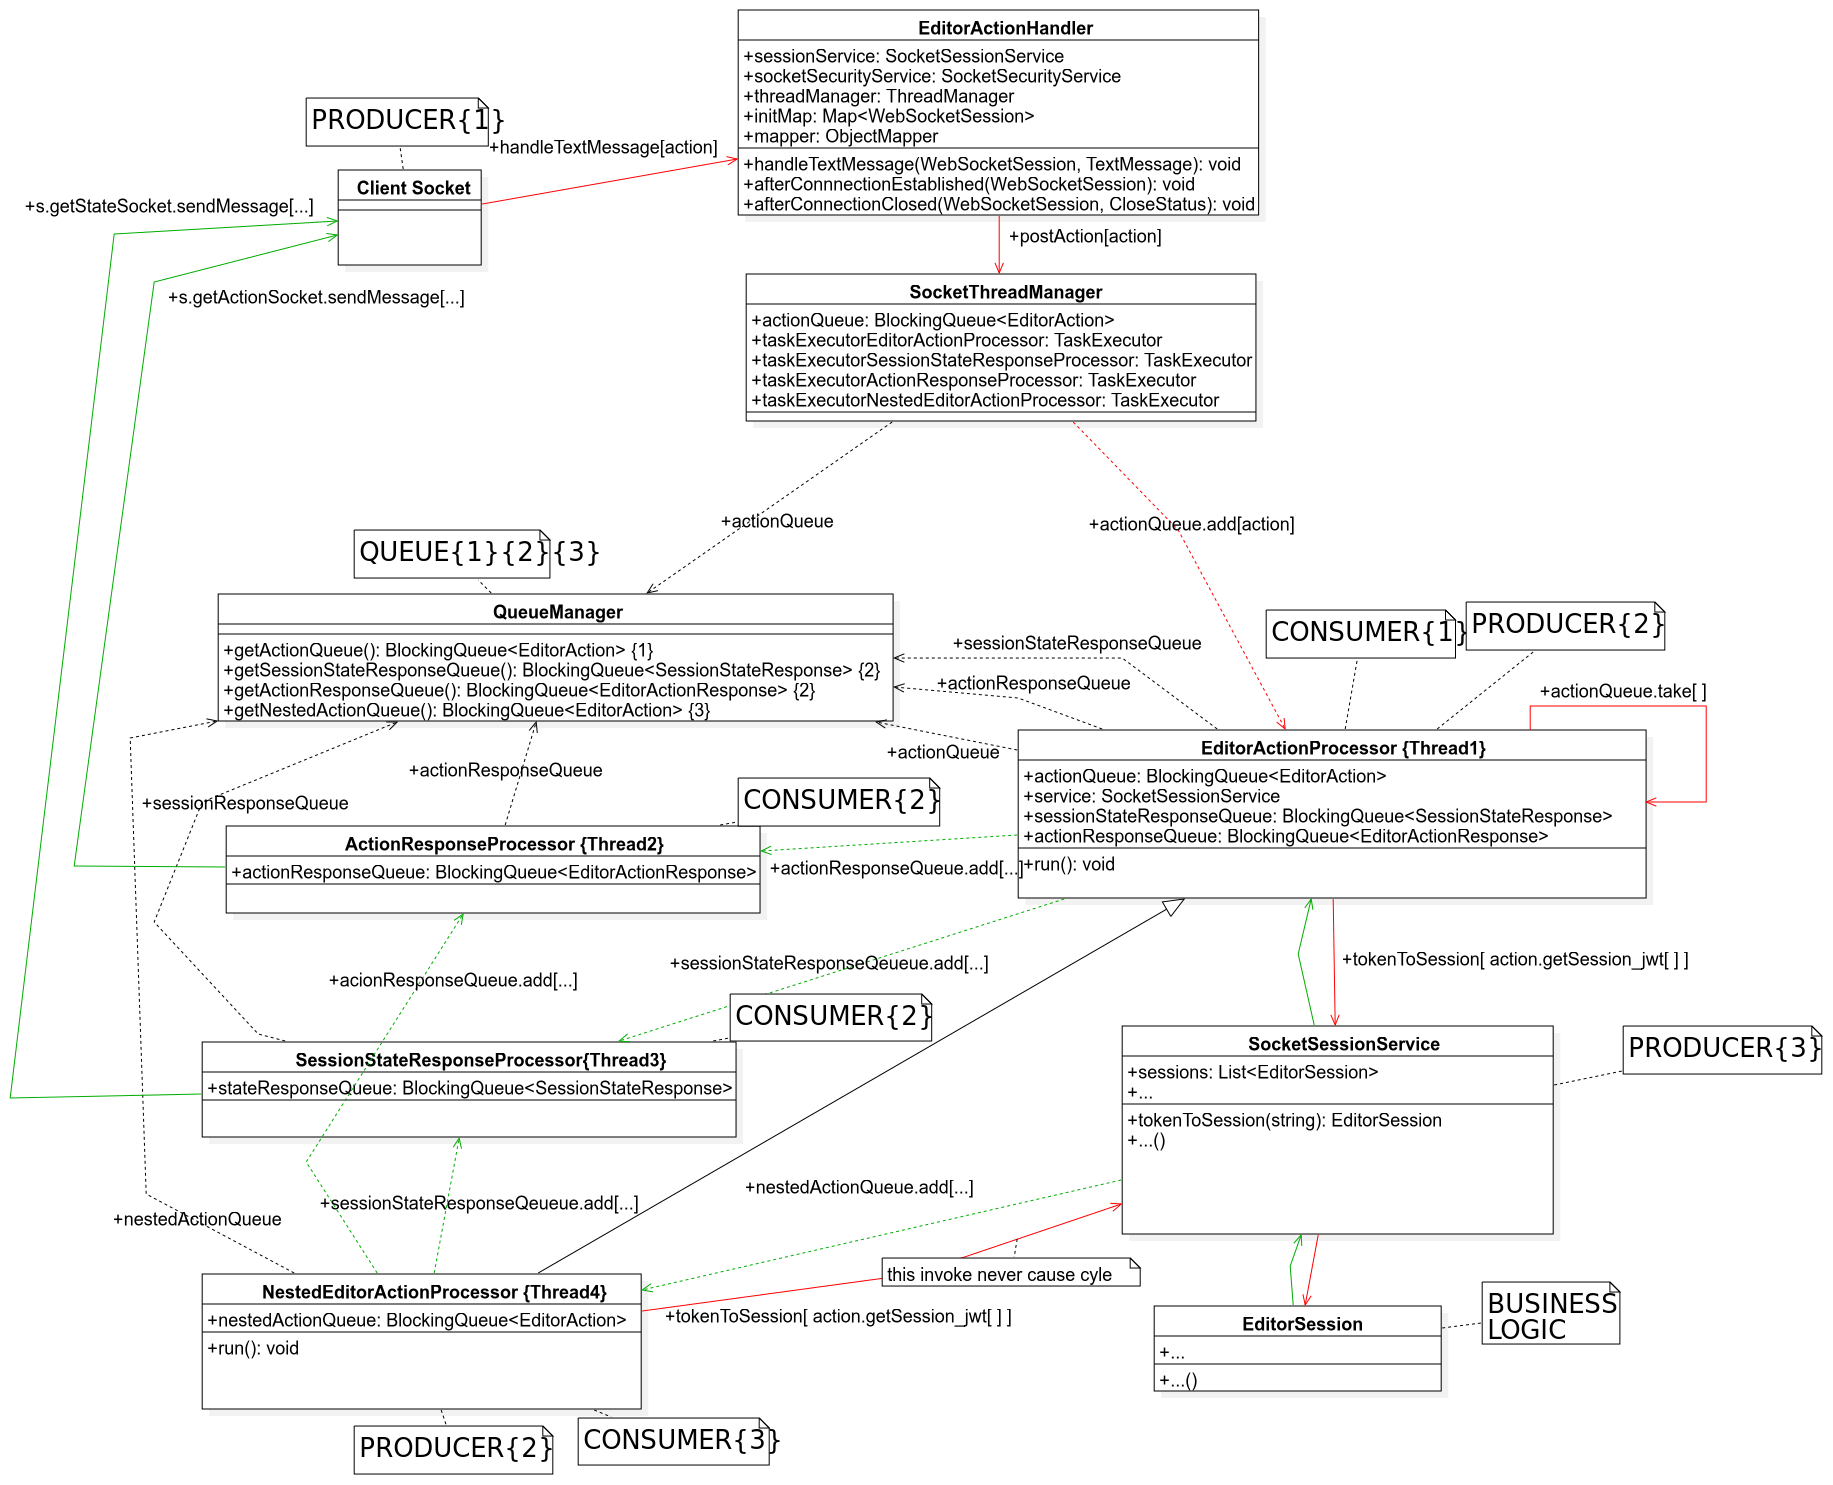 EditorActionHandler
+sessionService: SocketSessionService
+socketSecurityService: SocketSecurityService
+threadManager: ThreadManager
+initMap: Map<WebSocketSession>
+mapper: ObjectMapper
+handleTextMessage(WebSocketSession, TextMessage): void
+afterConnnectionEstablished(WebSocketSession): void
+afterConnectionClosed(WebSocketSession, CloseStatus): void
PRODUCER{1}
+handleTextMessage[action]
Client Socket
+s.getStateSocket.sendMessage[...]
+postAction[action]
+s.getActionSocket.sendMessage[...]
SocketThreadManager
+actionQueue: BlockingQueue<EditorAction>
+taskExecutorEditorActionProcessor: TaskExecutor
+taskExecutorSessionStateResponseProcessor: TaskExecutor
+taskExecutorActionResponseProcessor: TaskExecutor
+taskExecutorNestedEditorActionProcessor: TaskExecutor
+actionQueue
+actionQueue.add[action]
QUEUE{1}{2}{3}
QueueManager
+getActionQueue(): BlockingQueue<EditorAction> {1}
+getSessionStateResponseQueue(): BlockingQueue<SessionStateResponse> {2}
+getActionResponseQueue(): BlockingQueue<EditorActionResponse> {2}
+getNestedActionQueue(): BlockingQueue<EditorAction> {3}
+sessionStateResponseQueue
+actionResponseQueue
+actionQueue
CONSUMER{1}
PRODUCER{2}
+actionQueue.take[ ]
EditorActionProcessor {Thread1}
+actionQueue: BlockingQueue<EditorAction>
+service: SocketSessionService
+sessionStateResponseQueue: BlockingQueue<SessionStateResponse>
+actionResponseQueue: BlockingQueue<EditorActionResponse>
+run(): void
+actionResponseQueue
+sessionResponseQueue
CONSUMER{2}
ActionResponseProcessor {Thread2}
+actionResponseQueue: BlockingQueue<EditorActionResponse>
+actionResponseQueue.add[...]
+sessionStateResponseQeueue.add[...]
+tokenToSession[ action.getSession_jwt[ ] ]
+acionResponseQueue.add[...]
CONSUMER{2}
SessionStateResponseProcessor{Thread3}
+stateResponseQueue: BlockingQueue<SessionStateResponse>
SocketSessionService
+sessions: List<EditorSession>
+...
+tokenToSession(string): EditorSession
+...()
PRODUCER{3}
+nestedActionQueue.add[...]
+sessionStateResponseQeueue.add[...]
+nestedActionQueue
this invoke never cause cyle
+tokenToSession[ action.getSession_jwt[ ] ]
NestedEditorActionProcessor {Thread4}
+nestedActionQueue: BlockingQueue<EditorAction>
+run(): void
EditorSession
+...
+...()
BUSINESS
LOGIC
PRODUCER{2}
CONSUMER{3}